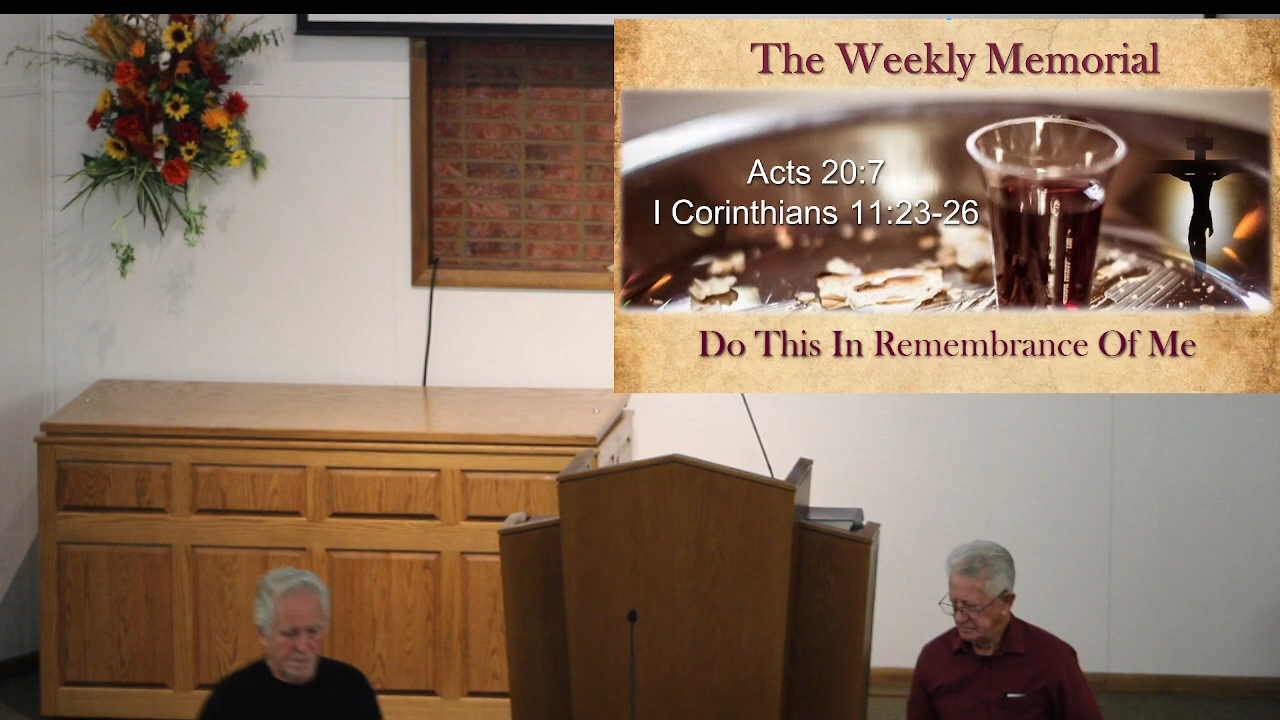 The Weekly Memorial
Acts 20:7
I Corinthians 11:23-26
Do This In Remembrance Of Me